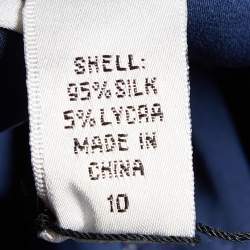 SHELL:
95% SILK
5% LYCRA
MADE IN
CHINA
10